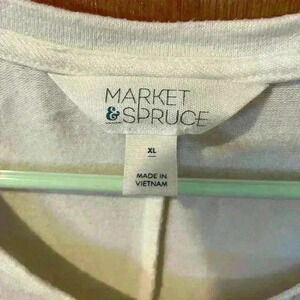 MARKET
&SPRUCE
XL
MADE IN
VIETNAM